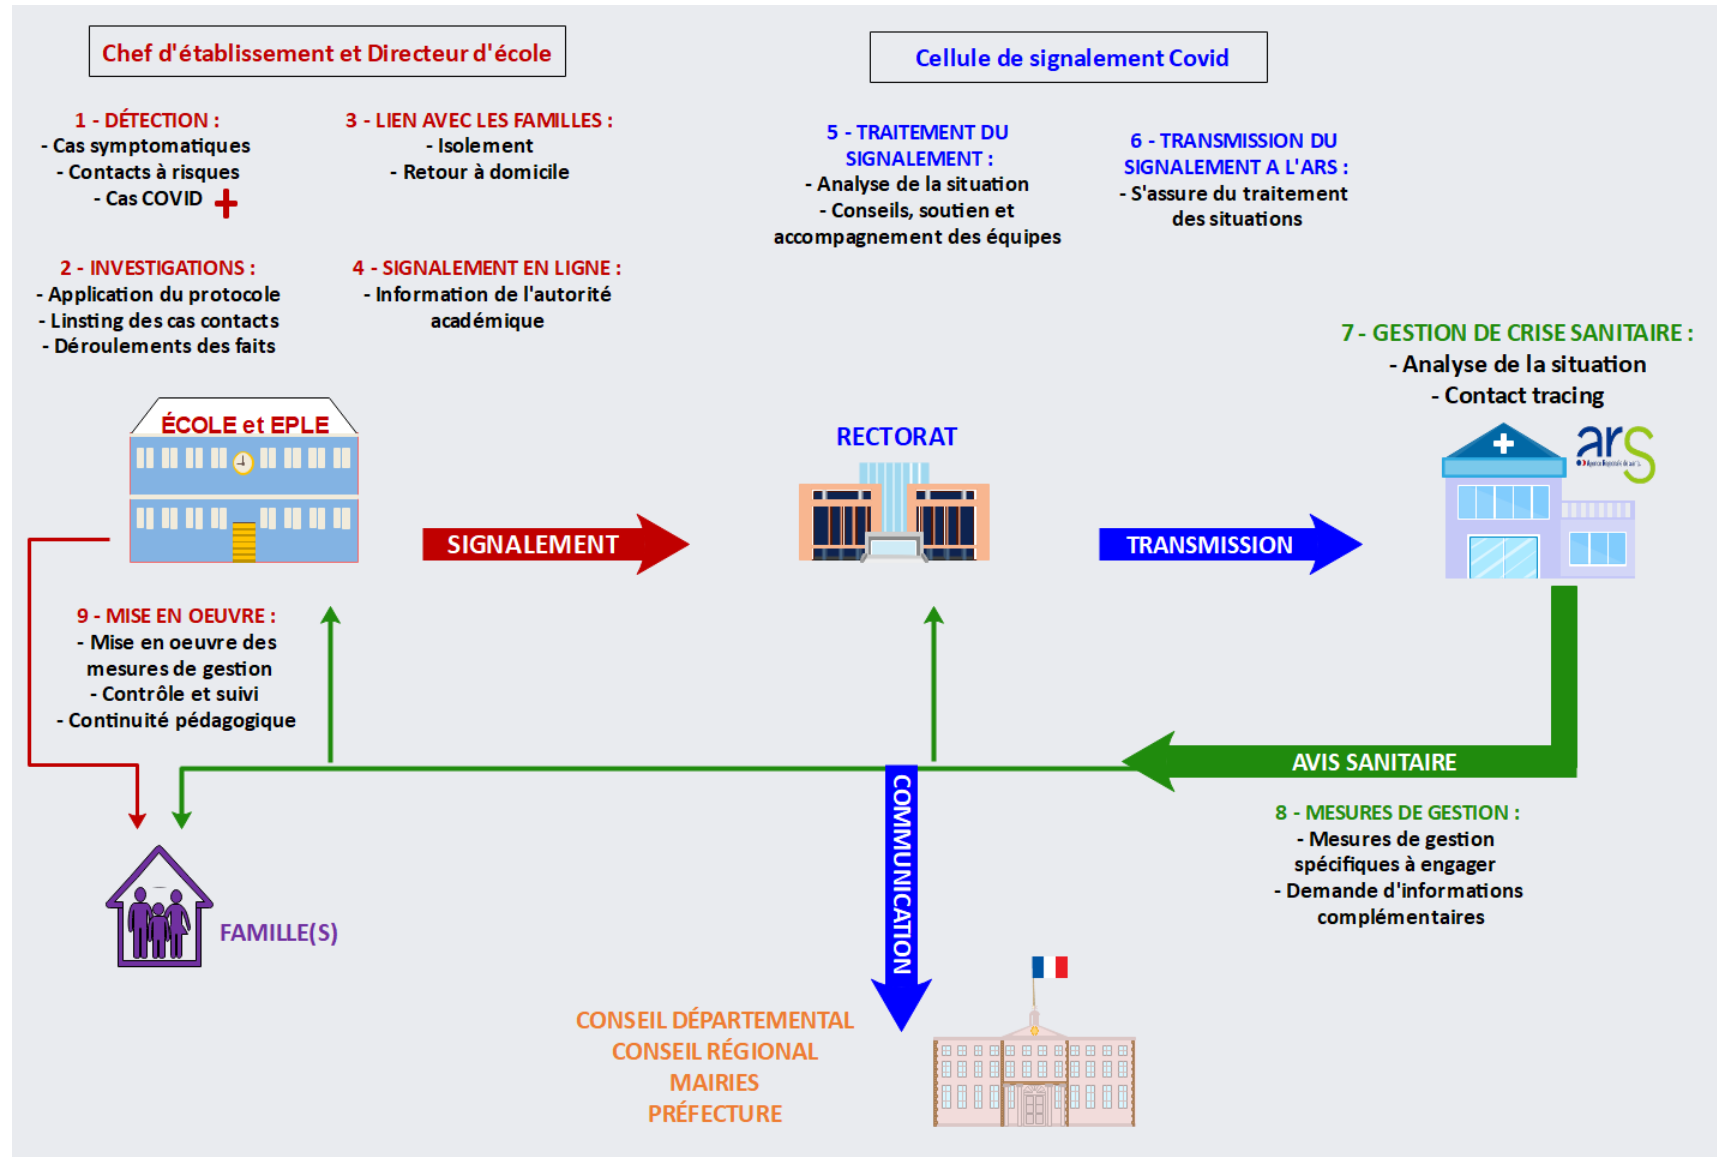 Chef d'établissement et Directeur d'école
Cellule de signalement Covid
1 - DÉTECTION :
- Cas symptomatiques
- Contacts à risques
- Cas COVID
3 - LIEN AVEC LES FAMILLES :
- Isolement
- Retour à domicile
2 - INVESTIGATIONS :
- Application du protocole
- Linsting des cas contacts
- Déroulements des faits
4 - SIGNALEMENT EN LIGNE :
- Information de l'autorité
académique
5 - TRAITEMENT DU
SIGNALEMENT :
- Analyse de la situation
- Conseils, soutien et
accompagnement des équipes
6 - TRANSMISSION DU
SIGNALEMENT A L'ARS :
- S'assure du traitement
des situations
7 - GESTION DE CRISE SANITAIRE :
- Analyse de la situation
- Contact tracing
ÉCOLE et EPLE
RECTORAT
ars
SIGNALEMENT
TRANSMISSION
9 - MISE EN OEUVRE :
- Mise en oeuvre des
mesures de gestion
- Contrôle et suivi
- Continuité pédagogique
AVIS SANITAIRE
8 - MESURES DE GESTION :
- Mesures de gestion
spécifiques à engager
- Demande d'informations
complémentaires
COMMUNICATION
FAMILLE(S)
CONSEIL DÉPARTEMENTAL
CONSEIL RÉGIONAL
MAIRIES
PRÉFECTURE